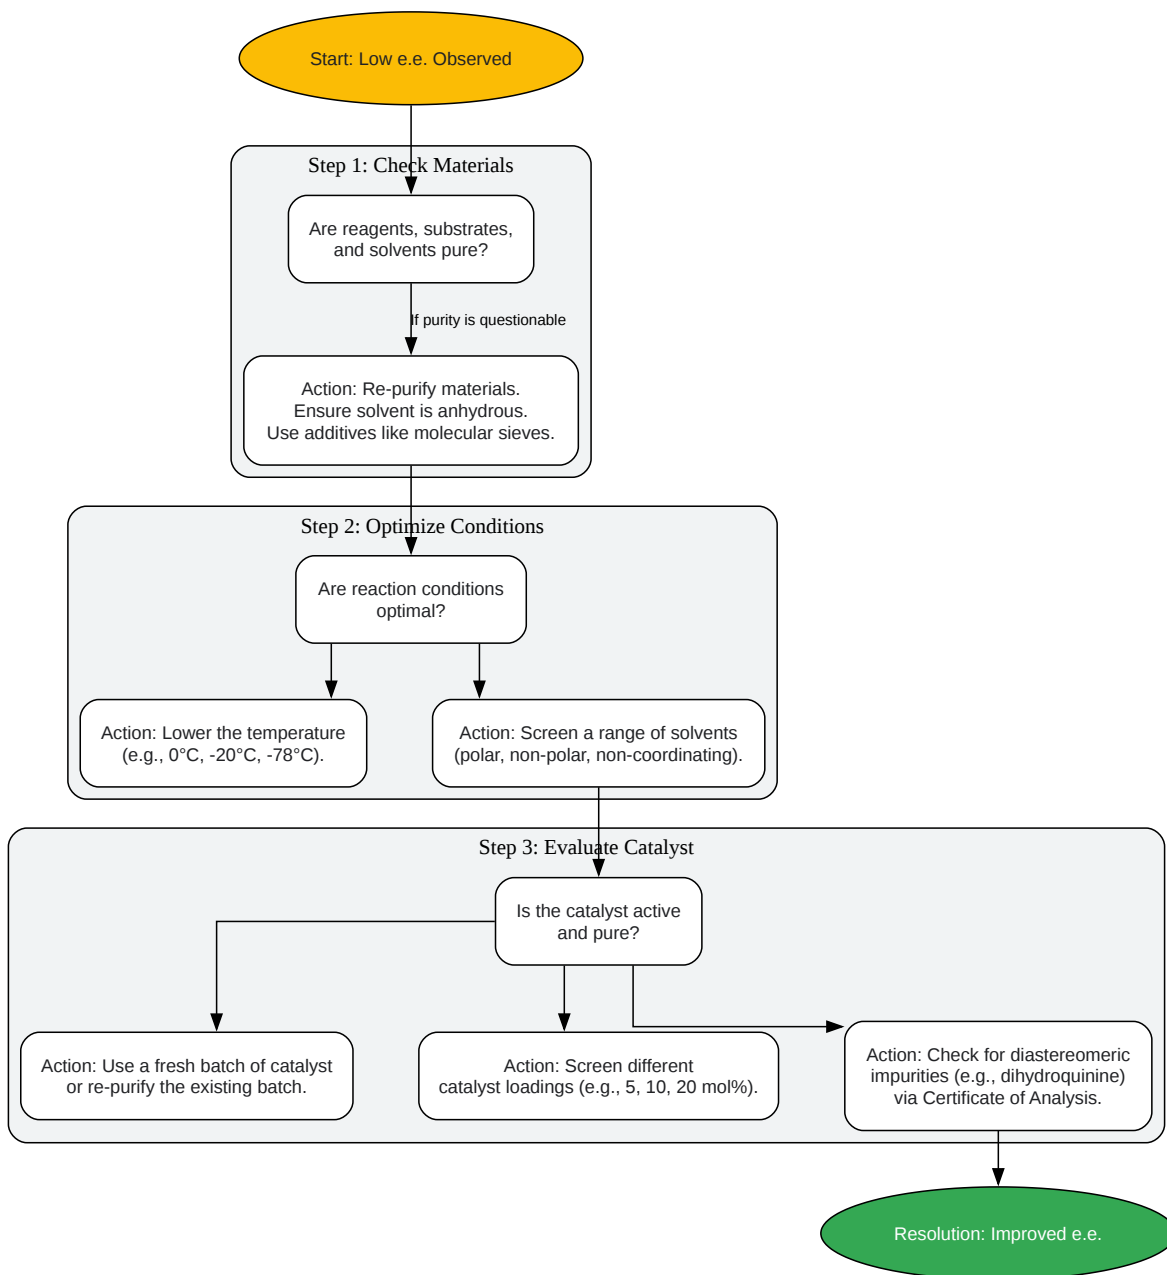 Start: Low e.e. Observed
Step 1: Check Materials
Are reagents, substrates,
and solvents pure?
If purity is questionable
Action: Re-purify materials.
Ensure solvent is anhydrous.
Use additives like molecular sieves.
Step 2: Optimize Conditions
Are reaction conditions
optimal?
Action: Lower the temperature
(e.g., 0°C, -20°C, -78°C).
Action: Screen a range of solvents
(polar, non-polar, non-coordinating).
Step 3: Evaluate Catalyst
Is the catalyst active
and pure?
Action: Use a fresh batch of catalyst
or re-purify the existing batch.
Action: Screen different
catalyst loadings (e.g., 5, 10, 20 mol%).
Action: Check for diastereomeric
impurities (e.g., dihydroquinine)
via Certificate of Analysis.
Resolution: Improved e.e.